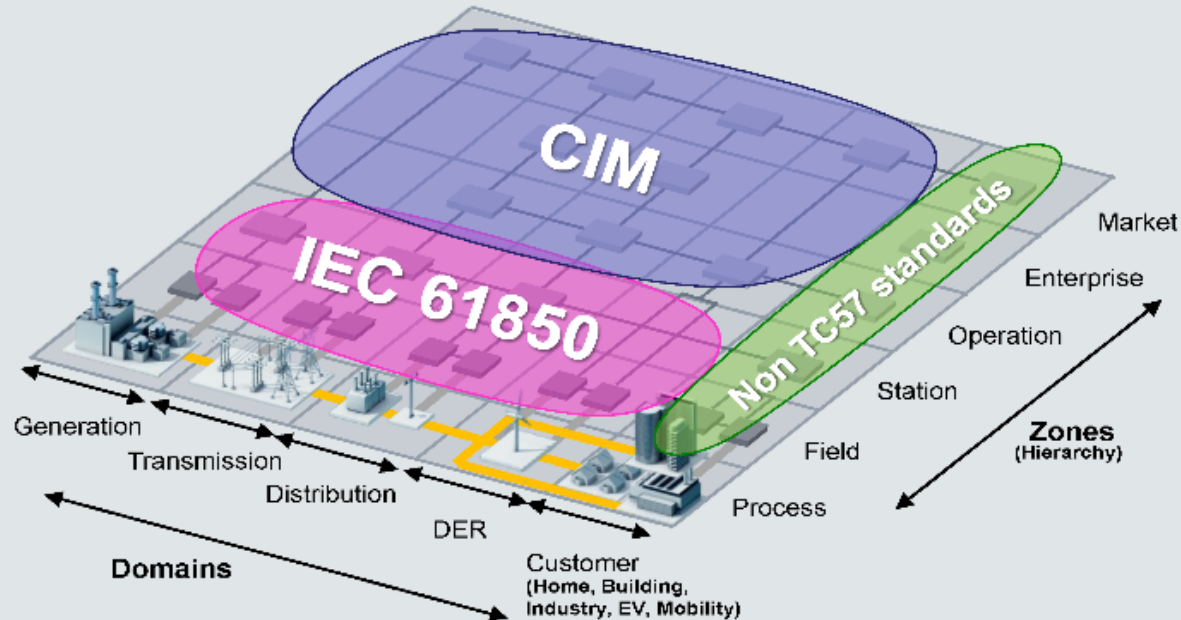 CIM
IEC 61850
Non TC57 standards
Market
Enterprise
Operation
Station
Field
Process
Zones
(Hierarchy)
Generation
Transmission
Distribution
DER
Customer
(Home, Building,
Industry, EV, Mobility)
Domains